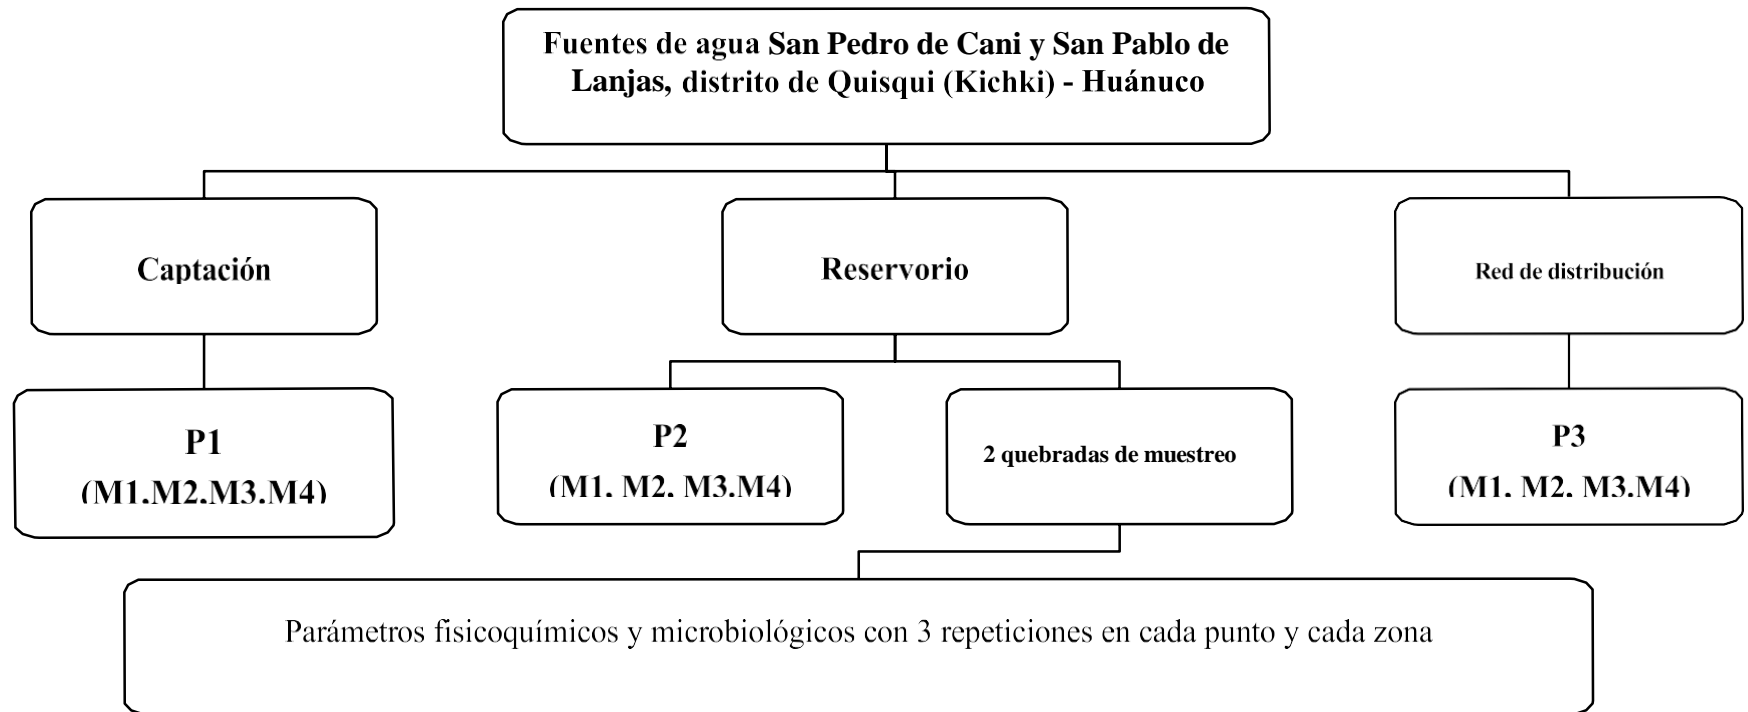 Fuentes de agua San Pedro de Cani y San Pablo de
Lanjas, distrito de Quisqui (Kichki) - Huánuco
Captación
Reservorio
Red de distribución
P1
(M1,M2,M3,M4)
P2
(M1, M2, M3,M4)
2 quebradas de muestreo
P3
(M1, M2, M3,M4)
Parámetros fisicoquímicos y microbiológicos con 3 repeticiones en cada punto y cada zona